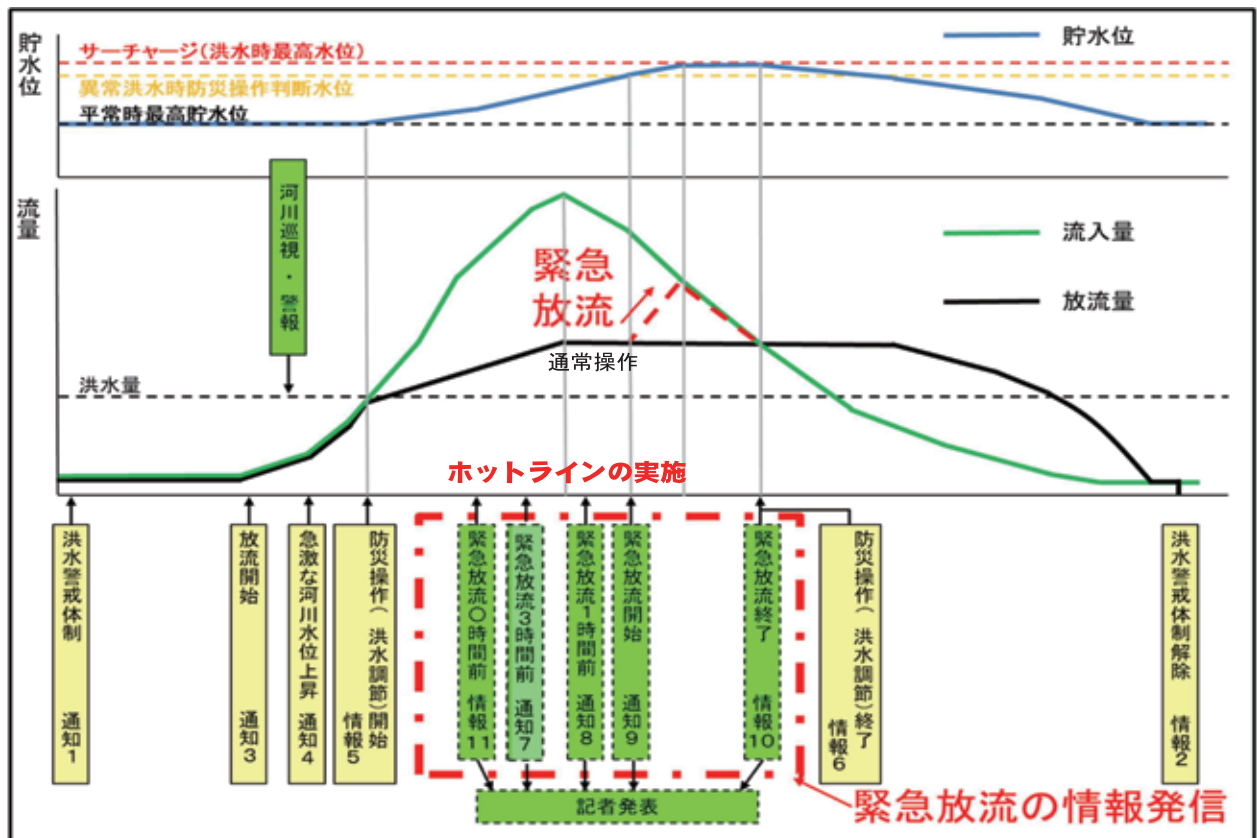 貯水位
サーチャージ(洪水時最高水位)
異常洪水時防災操作判断水位
平常時最高貯水位
貯水位
流量
河川巡視・警報
流入量
放流量
緊急
放流
通常操作
洪水量
ホットラインの実施
洪水警戒体制 通知1
放流開始 通知3
急激な河川水位上昇 通知4
防災操作( 洪水調節)開始
情報5
緊急放流〇時間前 情報11
緊急放流3時間前 通知7
緊急放流1時間前 通知8
緊急放流開始 通知9
緊急放流終了 情報10
防災操作( 洪水調節)終了
情報6
洪水警戒体制解除 情報2
記者発表
緊急放流の情報発信